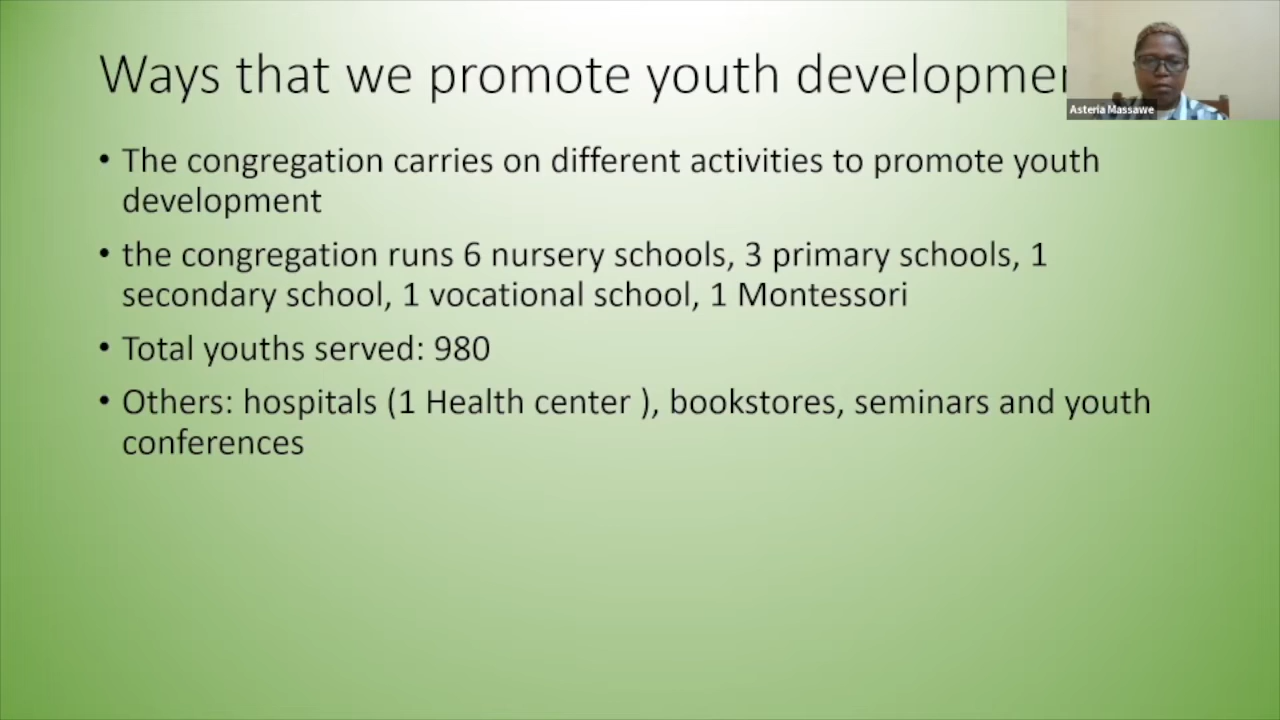 Ways that we promote youth developmen
Asteria Massawe
• The congregation carries on different activities to promote youth
development
• the congregation runs 6 nursery schools, 3 primary schools, 1
secondary school, 1 vocational school, 1 Montessori
• Total youths served: 980
• Others: hospitals (1 Health center ), bookstores, seminars and youth
conferences